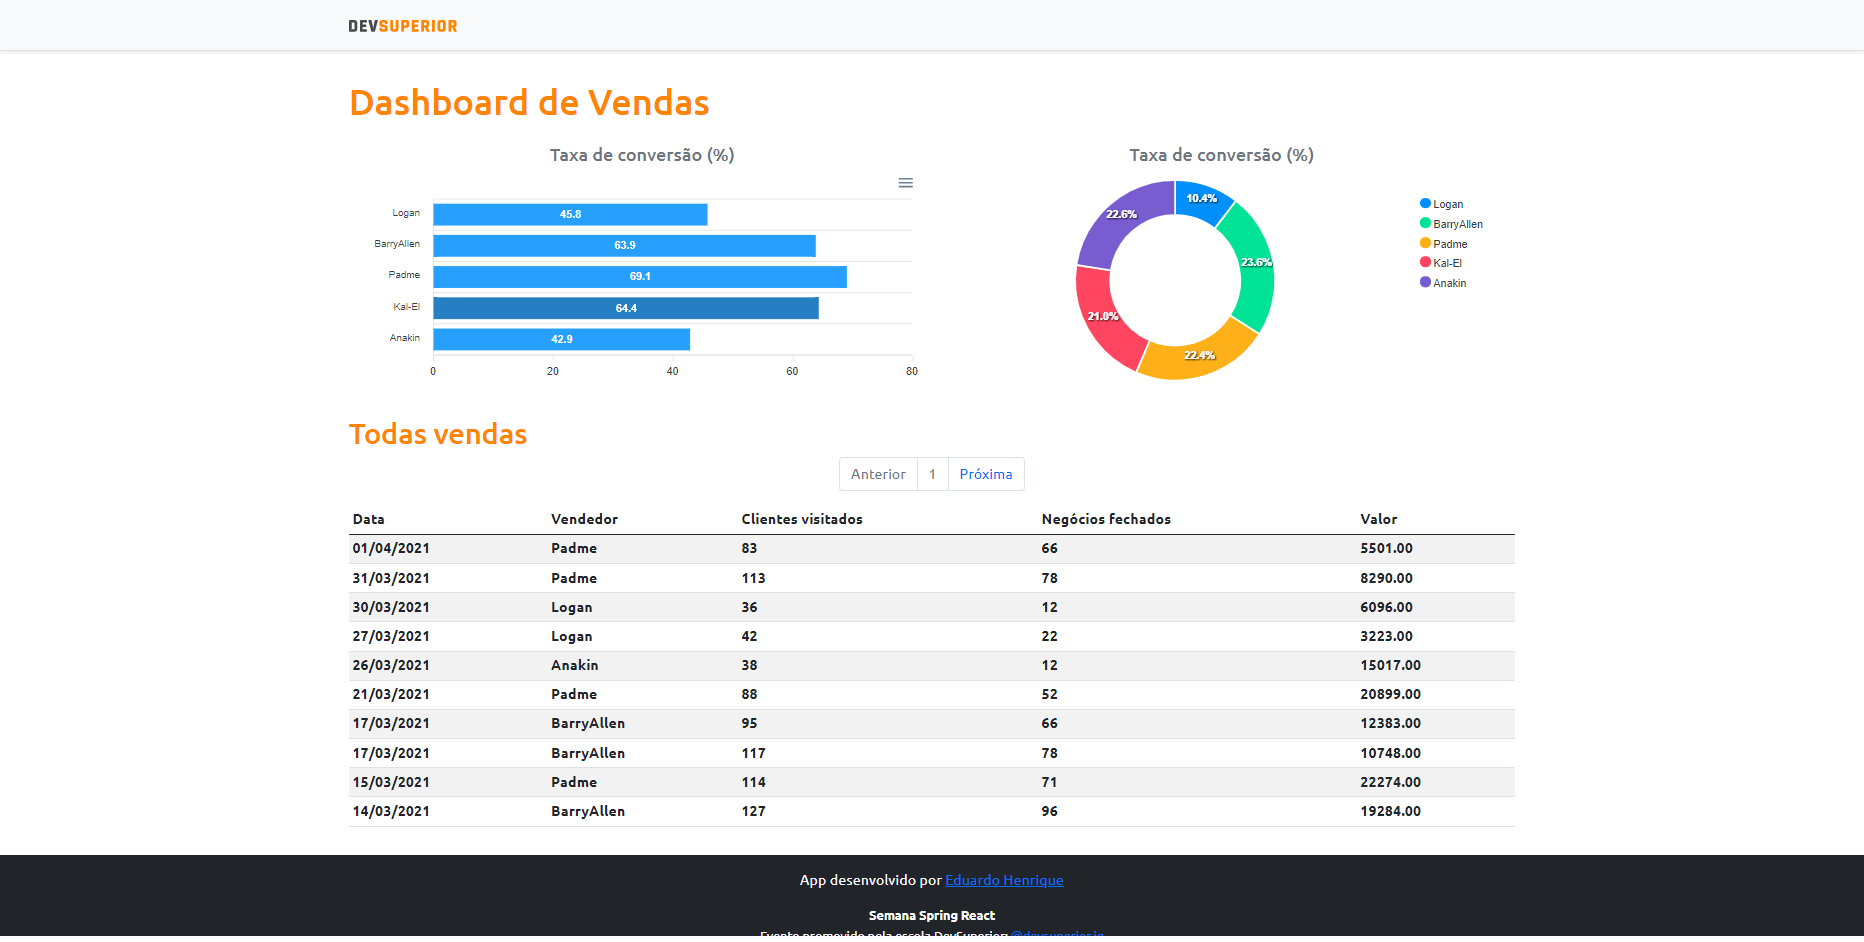 DEVSUPERIOR
Dashboard de Vendas
Taxa de conversão (%)
Logan 45.8
BarryAllen 63.9
Padme 69.1
Kal-El 64.4
Anakin 42.9
0 20 40 60 80
Taxa de conversão (%)
10.4%
23.6%
22.4%
21.0%
22.6%
Logan
BarryAllen
Padme
Kal-El
Anakin
Todas vendas
Anterior 1 Próxima
Data Vendedor Clientes visitados Negócios fechados Valor
01/04/2021 Padme 83 66 5501.00
31/03/2021 Padme 113 78 8290.00
30/03/2021 Logan 36 12 6096.00
27/03/2021 Logan 42 22 3223.00
26/03/2021 Anakin 38 12 15017.00
21/03/2021 Padme 88 52 20899.00
17/03/2021 BarryAllen 95 66 12383.00
17/03/2021 BarryAllen 117 78 10748.00
15/03/2021 Padme 114 71 22274.00
14/03/2021 BarryAllen 127 96 19284.00
App desenvolvido por Eduardo Henrique
Semana Spring React
Evento promovido pela escola DevSuperior: @devsuperior.ig